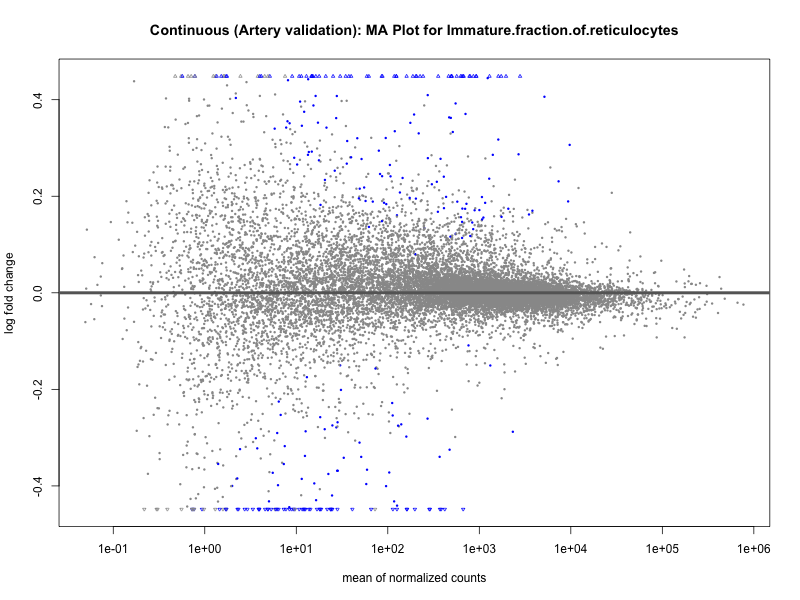 Continuous (Artery validation): MA Plot for Immature.fraction.of.reticulocytes
log fold change
0.4
0.2
0.0
-0.2
-0.4
1e-01 1e+00 1e+01 1e+02 1e+03 1e+04 1e+05 1e+06
mean of normalized counts